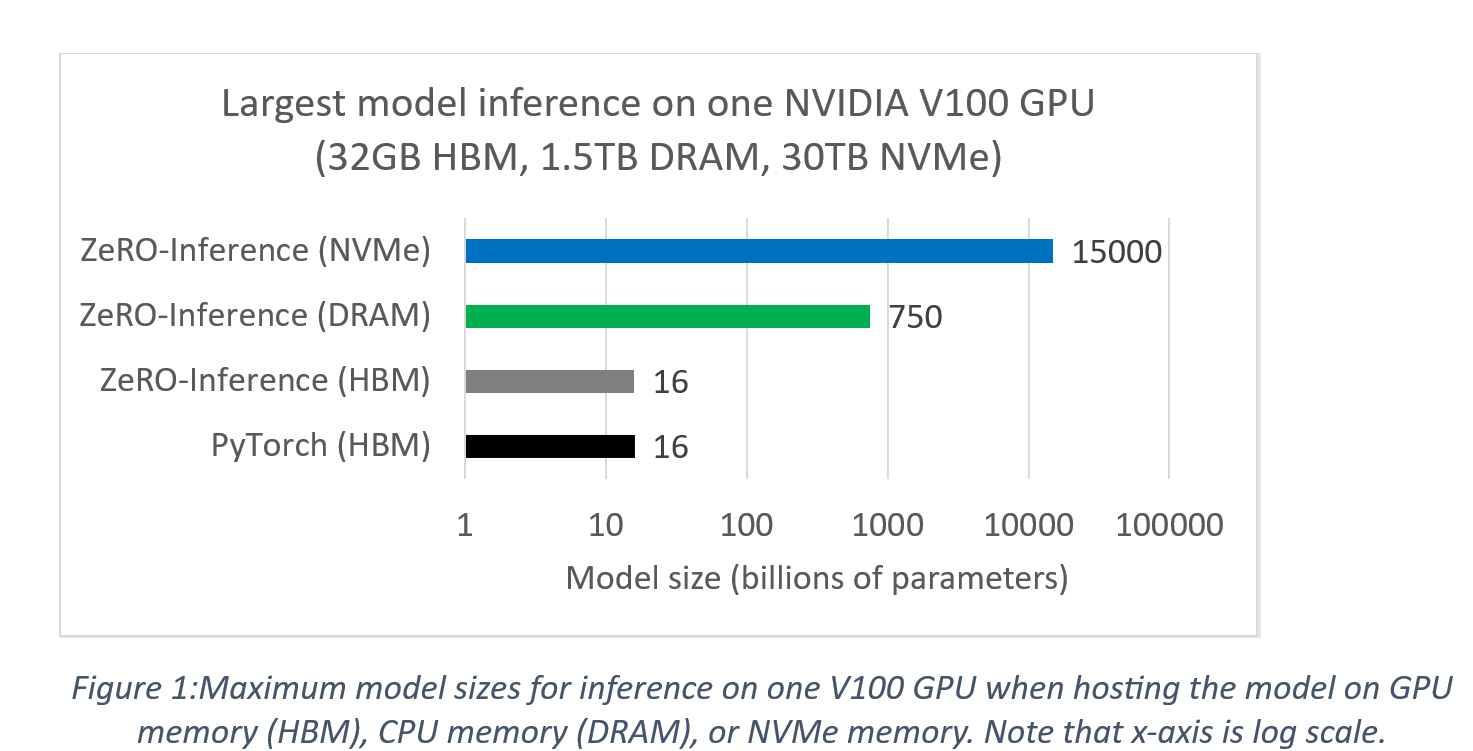 Largest model inference on one NVIDIA V100 GPU
(32GB HBM, 1.5TB DRAM, 30TB NVMe)
ZeRO-Inference (NVMe) 15000
ZeRO-Inference (DRAM) 750
ZeRO-Inference (HBM) 16
PyTorch (HBM) 16
1 10 100 1000 10000 100000
Model size (billions of parameters)
Figure 1:Maximum model sizes for inference on one V100 GPU when hosting the model on GPU
memory (HBM), CPU memory (DRAM), or NVMe memory. Note that x-axis is log scale.